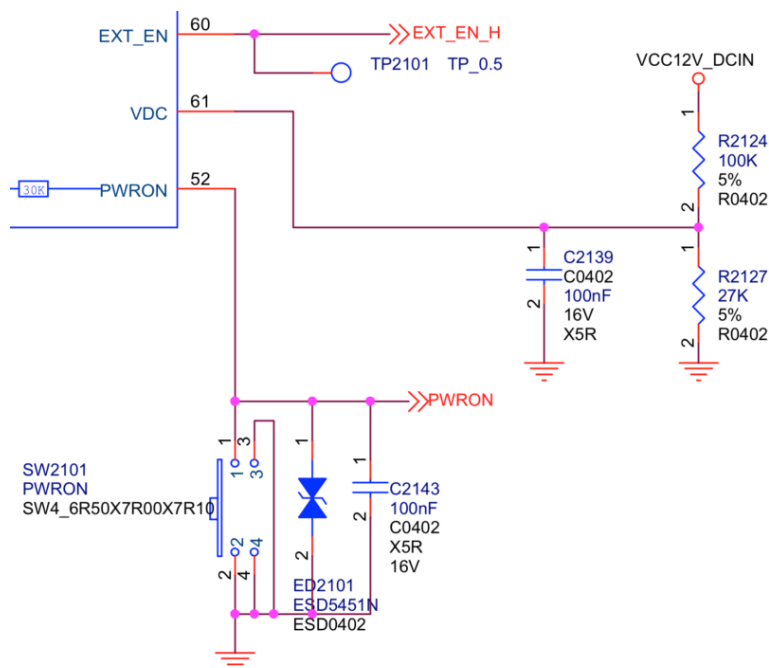 60
EXT_EN
EXT_EN_H
TP2101 TP_0.5
VCC12V_DCIN
61
VDC
1
R2124
100K
5%
R0402
2
52
30K
PWRON
1
C2139
C0402
100nF
16V
X5R
2
1
R2127
27K
5%
R0402
2
PWRON
1
3
1
3
SW2101
PWRON
SW4_6R50X7R00X7R10
2
4
2
4
1
2
ED2101
ESD5451N
ESD0402
1
C2143
100nF
C0402
X5R
16V
2